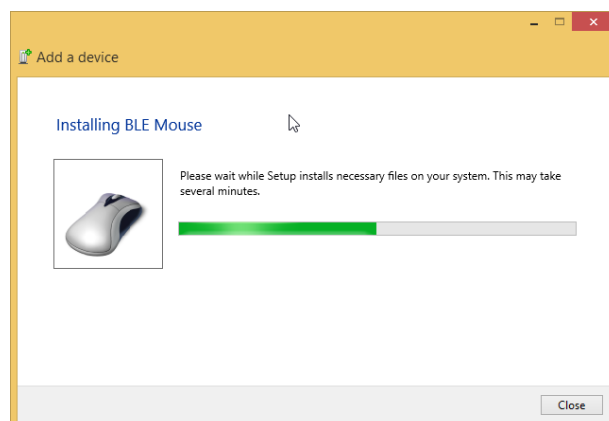 Add a device
Installing BLE Mouse
Please wait while Setup installs necessary files on your system. This may take
several minutes.
Close